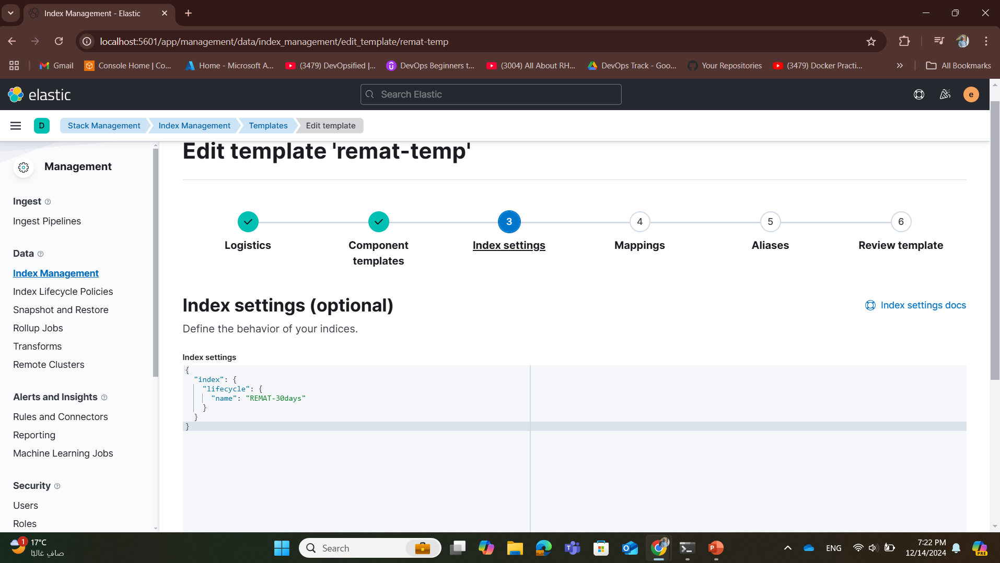 Index Management - Elastic
localhost:5601/app/management/data/index_management/edit_template/remat-temp
Gmail
Console Home | Co...
Home - Microsoft A...
(3479) DevOpsified |...
DevOps Beginners t...
(3004) All About RH...
DevOps Track - Goo...
Your Repositories
(3479) Docker Practi...
All Bookmarks
elastic
Search Elastic
e
D
Stack Management
Index Management
Templates
Edit template
Management
Ingest
Ingest Pipelines
Data
Index Management
Index Lifecycle Policies
Snapshot and Restore
Rollup Jobs
Transforms
Remote Clusters
Alerts and Insights
Rules and Connectors
Reporting
Machine Learning Jobs
Security
Users
Roles
Edit template 'remat-temp'
Logistics
Component
templates
3
Index settings
4
Mappings
5
Aliases
6
Review template
Index settings (optional)
Index settings docs
Define the behavior of your indices.
Index settings
{
"index": {
"lifecycle": {
"name": "REMAT-30days"
}
}
}
1
17°C
صافٍ غالبًا
Search
ENG
7:22 PM
12/14/2024
PRE